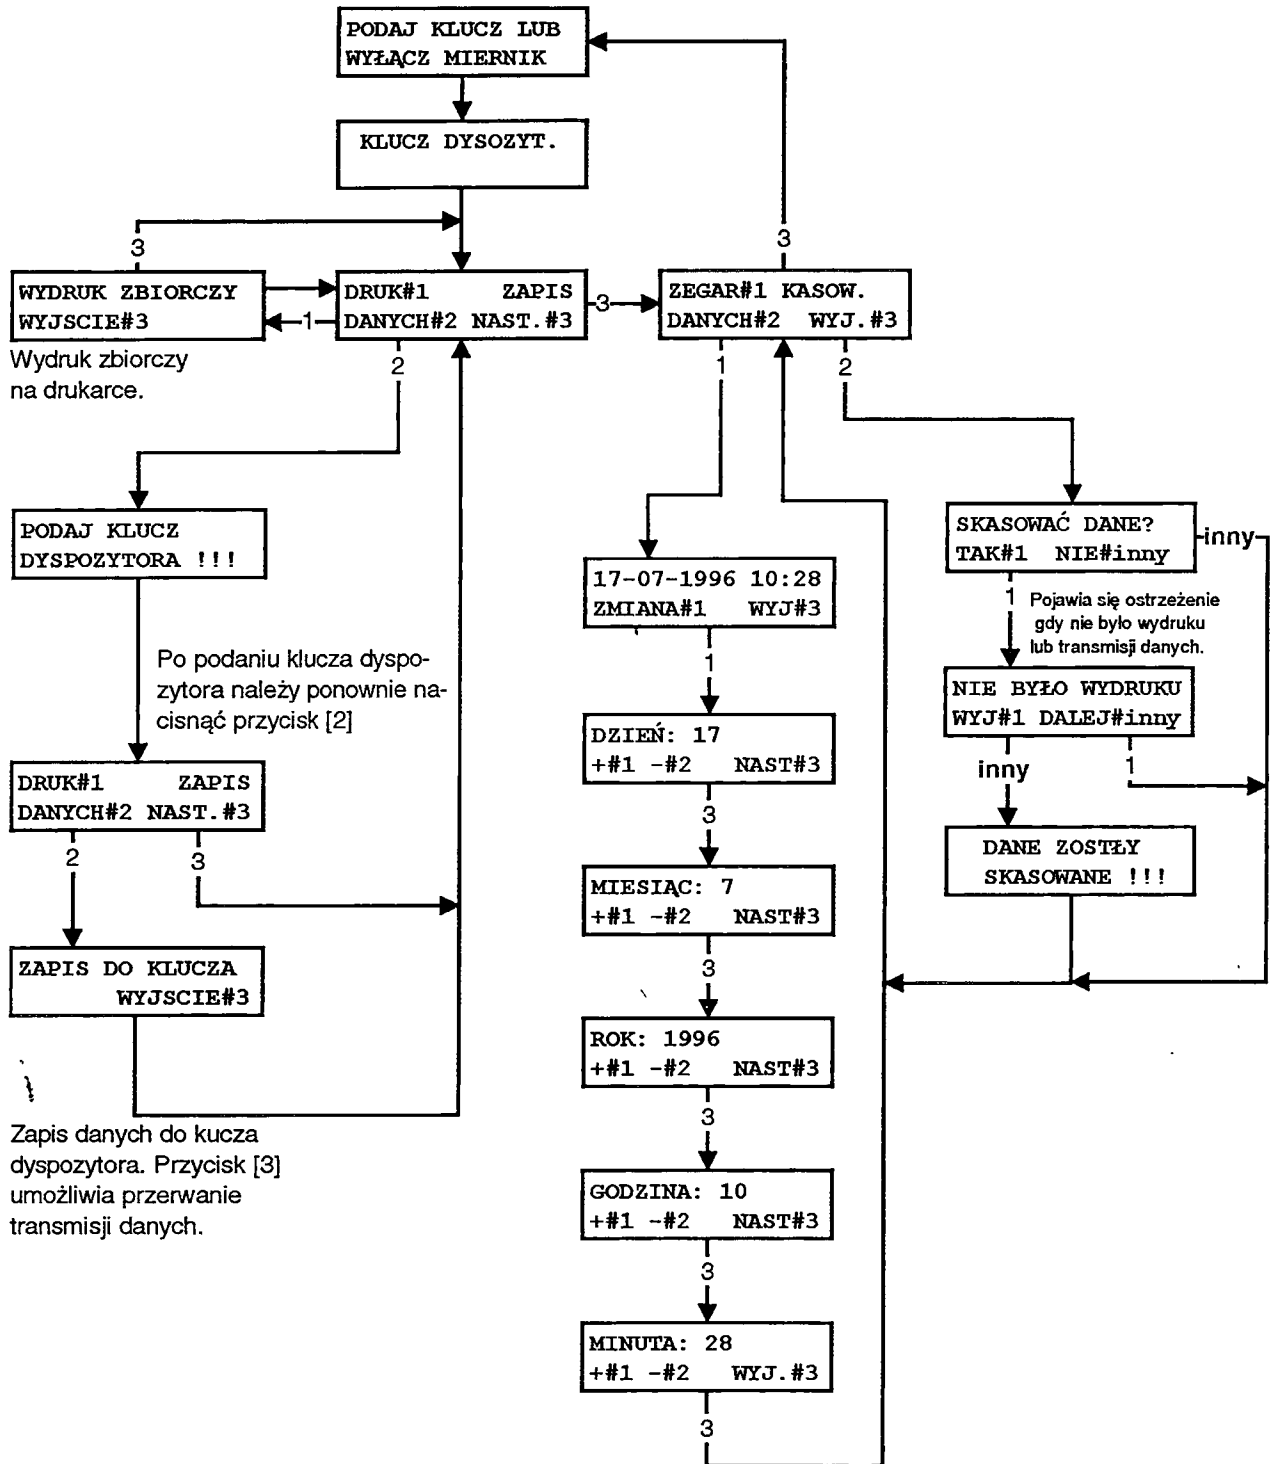 PODAJ KLUCZ LUB
WYŁĄCZ MIERNIK
KLUCZ DYSOZYT.
3
3
WYDRUK ZBIORCZY
WYJSCIE#3
1
DRUK#1 ZAPIS
DANYCH#2 NAST.#3
3
ZEGAR#1 KASOW.
DANYCH#2 WYJ.#3
Wydruk zbiorczy
na drukarce.
2
1
2
PODAJ KLUCZ
DYSPOZYTORA !!!
SKASOWAĆ DANE?
TAK#1 NIE#inny
inny
17-07-1996 10:28
ZMIANA#1 WYJ#3
1
Pojawia się ostrzeżenie
gdy nie było wydruku
lub transmisji danych.
Po podaniu klucza dyspo-
zytora należy ponownie na-
cisnąć przycisk [2]
1
NIE BYŁO WYDRUKU
WYJ#1 DALEJ#inny
DZIEŃ: 17
+#1 -#2 NAST#3
inny
1
DRUK#1 ZAPIS
DANYCH#2 NAST.#3
3
2
3
DANE ZOSTŁY
SKASOWANE !!!
MIESIĄC: 7
+#1 -#2 NAST#3
ZAPIS DO KLUCZA
WYJSCIE#3
3
ROK: 1996
+#1 -#2 NAST#3
3
Zapis danych do kucza
dyspozytora. Przycisk [3]
umożliwia przerwanie
transmisji danych.
GODZINA: 10
+#1 -#2 NAST#3
3
MINUTA: 28
+#1 -#2 WYJ.#3
3